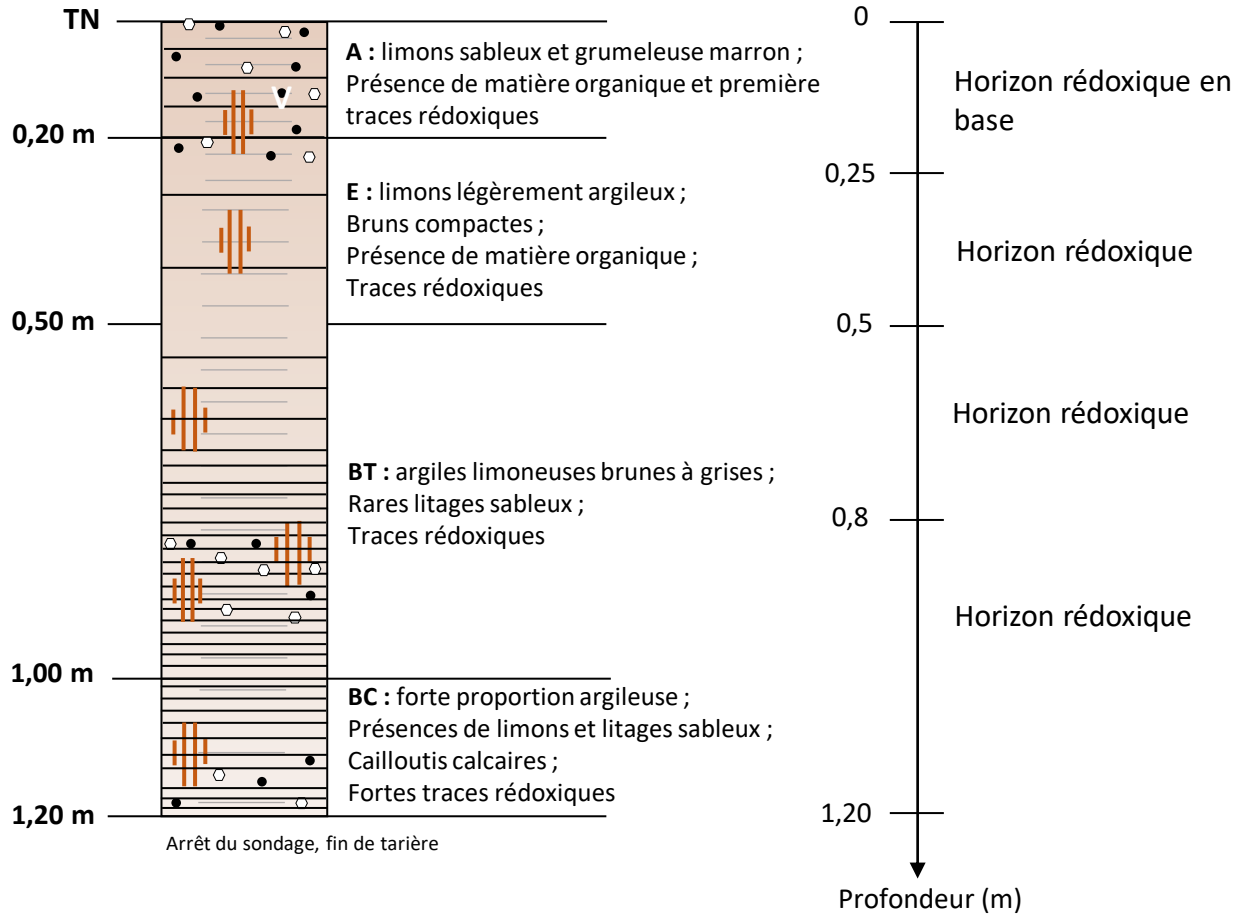 TN
A : limons sableux et grumeleuse marron ;
Présence de matière organique et première
traces rédoxiques
0,20 m
E : limons légèrement argileux ;
Bruns compactes ;
Présence de matière organique ;
Traces rédoxiques
0,50 m
BT : argiles limoneuses brunes à grises ;
Rares litages sableux ;
Traces rédoxiques
1,00 m
BC : forte proportion argileuse ;
Présences de limons et litages sableux ;
Cailloutis calcaires ;
Fortes traces rédoxiques
1,20 m
Arrêt du sondage, fin de tarière
0
Horizon rédoxique en
base
0,25
Horizon rédoxique
0,5
Horizon rédoxique
0,8
Horizon rédoxique
1,20
Profondeur (m)